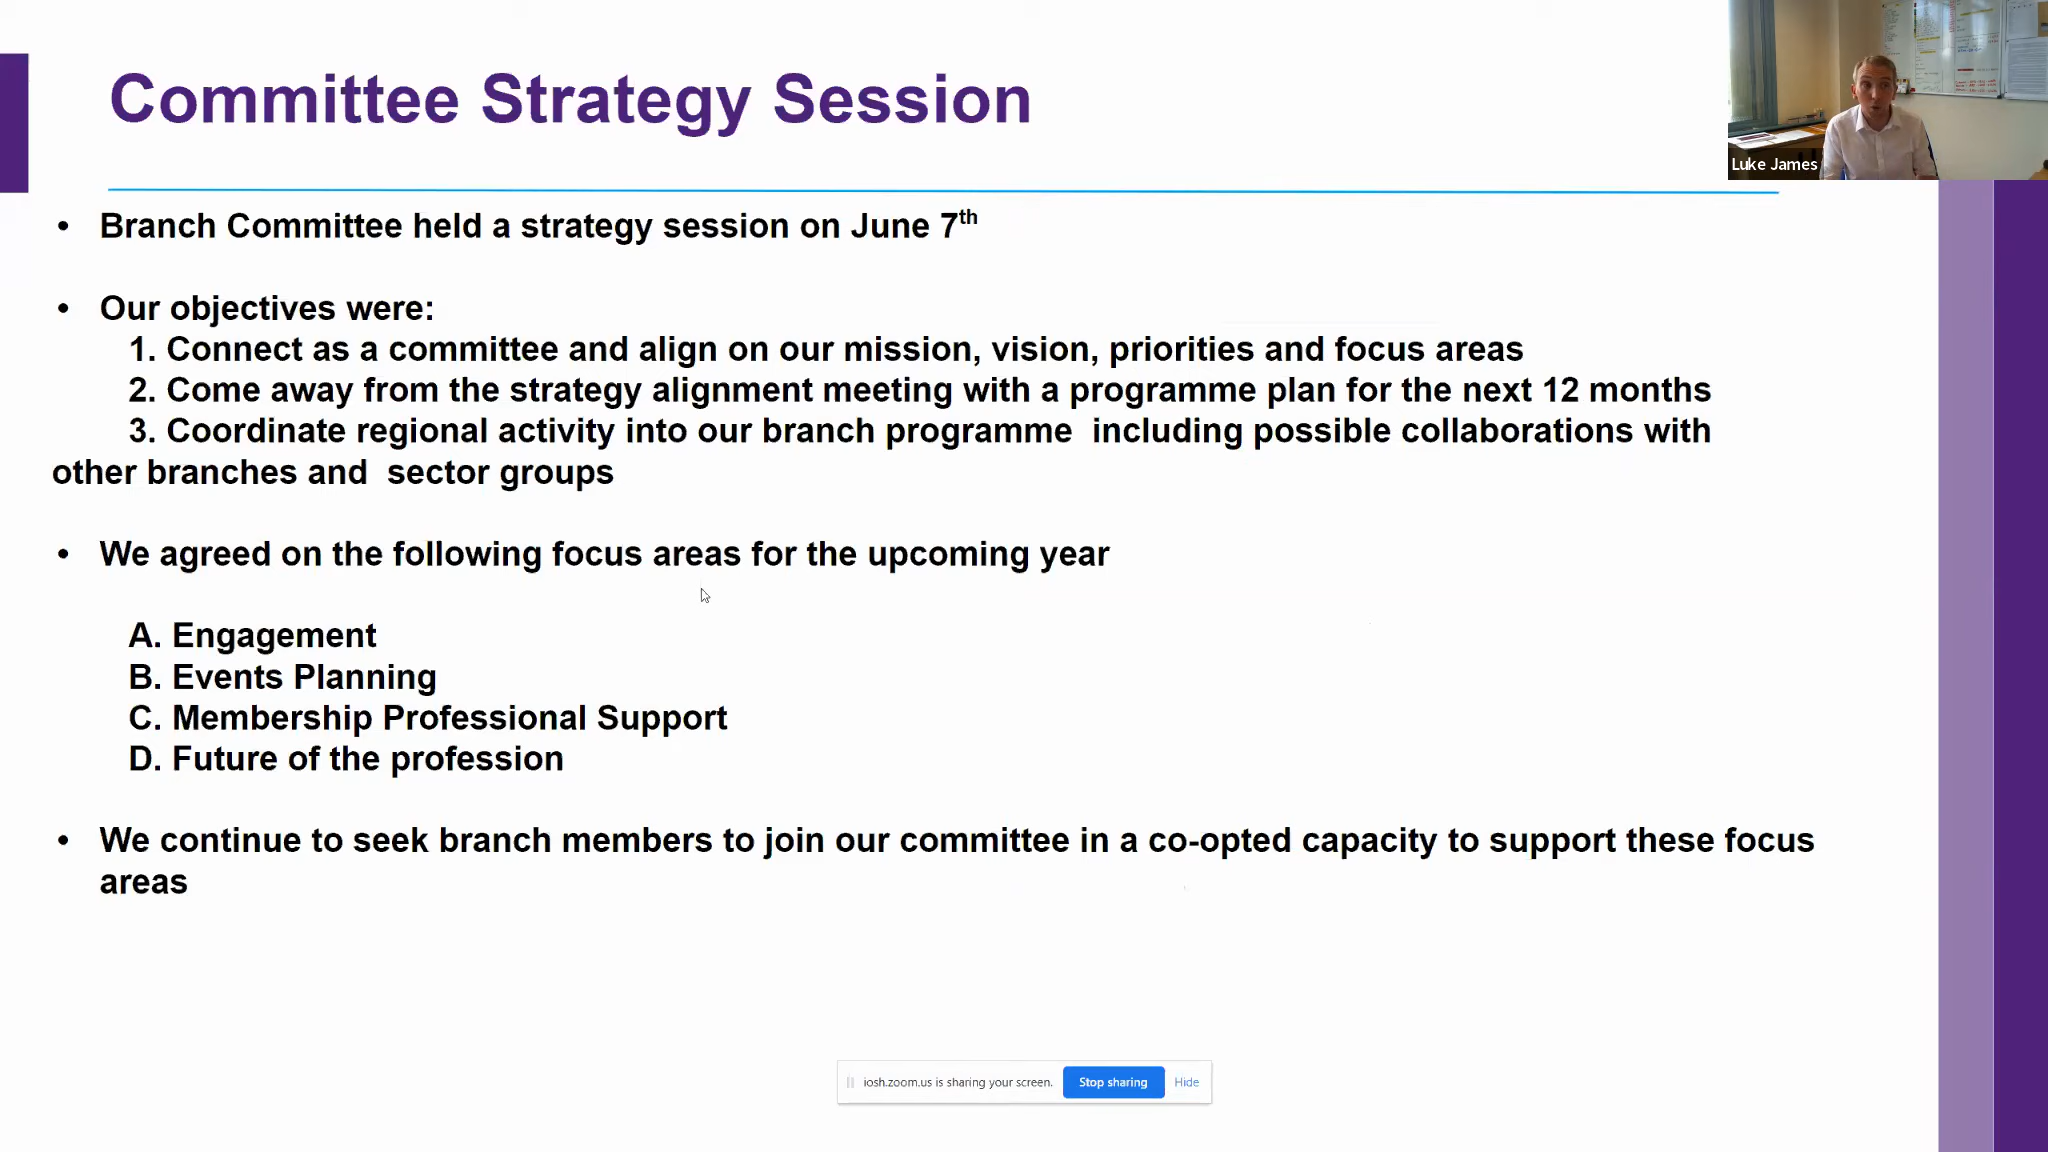 Committee Strategy Session
Luke James
• Branch Committee held a strategy session on June 7th
• Our objectives were:
1. Connect as a committee and align on our mission, vision, priorities and focus areas
2. Come away from the strategy alignment meeting with a programme plan for the next 12 months
3. Coordinate regional activity into our branch programme  including possible collaborations with
other branches and  sector groups
• We agreed on the following focus areas for the upcoming year
A. Engagement
B. Events Planning
C. Membership Professional Support
D. Future of the profession
• We continue to seek branch members to join our committee in a co-opted capacity to support these focus
areas
iosh.zoom.us is sharing your screen. Stop sharing Hide